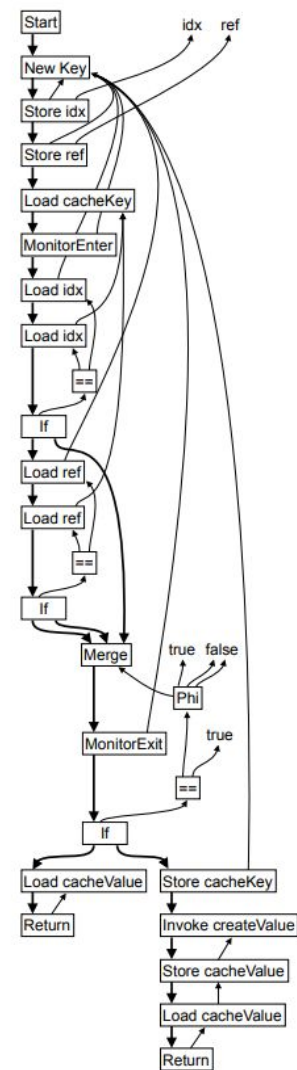 Start
idx ref
New Key
Store idx
Store ref
Load cacheKey
MonitorEnter
Load idx
Load idx
==
If
Load ref
Load ref
==
If
Merge
true false
Phi
MonitorExit
true
==
If
Load cacheValue
Store cacheKey
Return
Invoke createValue
Store cacheValue
Load cacheValue
Return